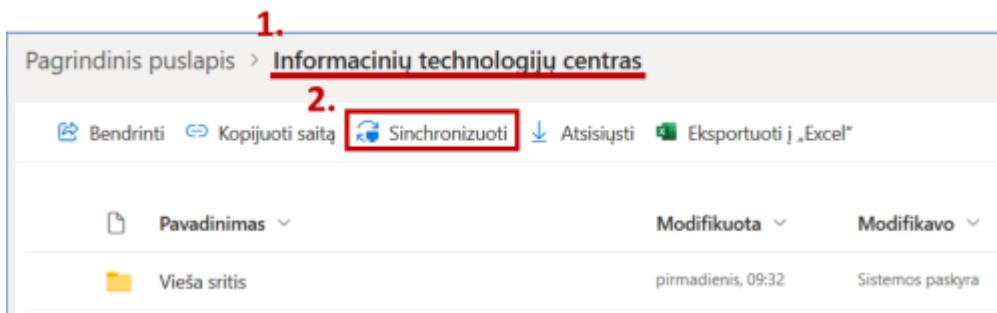 1.
Pagrindinis puslapis > Informacinių technologijų centras
2.
Bendrinti Kopijuoti saitą Sinchronizuoti Atsisiųsti Eksportuoti į „Excel“
Pavadinimas Modifikuota Modifikavo
Vieša sritis pirmadienis, 09:32 Sistemos paskyra